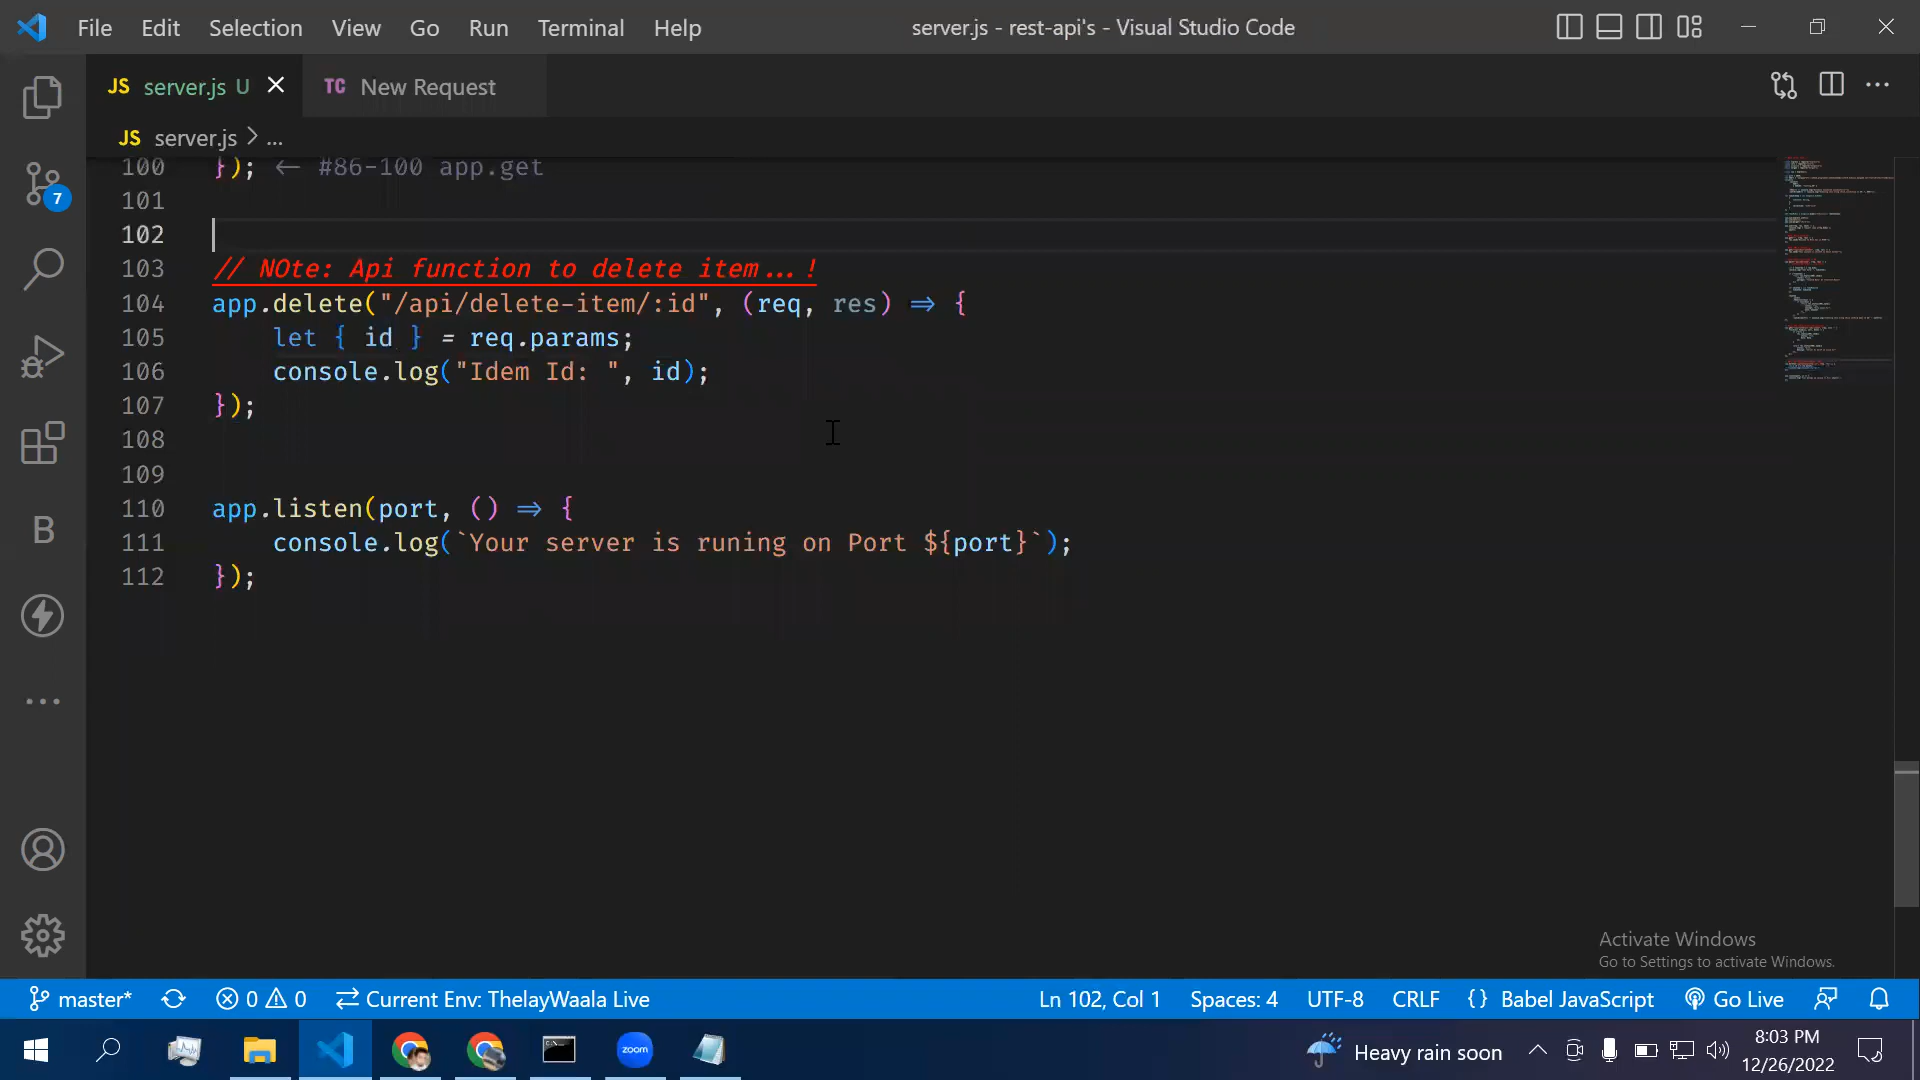 File Edit Selection View Go Run Terminal Help server.js - rest-api's - Visual Studio Code
JS server.js U TC New Request
JS server.js > ...
100 }); ← #86-100 app.get
101
102
103 // NOte: Api function to delete item...!
104 app.delete("/api/delete-item/:id", (req, res) => {
105 let { id } = req.params;
106 console.log("Idem Id: ", id);
107 });
108
109
110 app.listen(port, () => {
111 console.log(`Your server is runing on Port ${port}`);
112 });
7
B
Activate Windows
Go to Settings to activate Windows.
master* 0 0 Current Env: ThelayWaala Live Ln 102, Col 1 Spaces: 4 UTF-8 CRLF {} Babel JavaScript Go Live
zoom Heavy rain soon 8:03 PM
12/26/2022